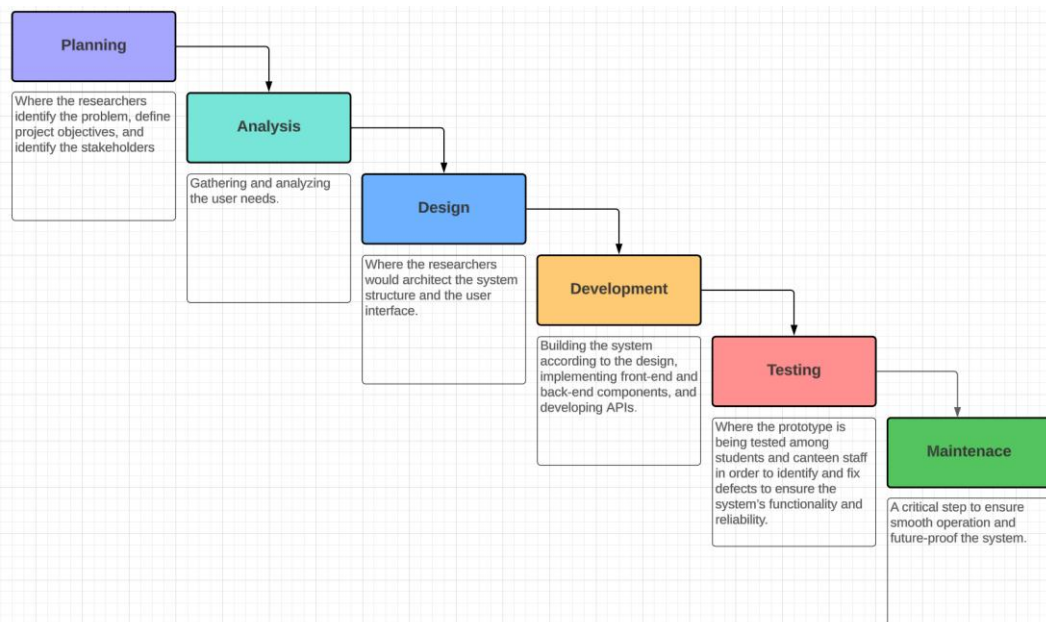 Planning
Where the researchers
identify the problem, define
project objectives, and
identify the stakeholders
Analysis
Gathering and analyzing
the user needs.
Design
Where the researchers
would architect the system
structure and the user
interface.
Development
Building the system
according to the design,
implementing front-end and
back-end components, and
developing APIs.
Testing
Where the prototype is
being tested among
students and canteen staff
in order to identify and fix
defects to ensure the
system's functionality and
reliability.
Maintenace
A critical step to ensure
smooth operation and
future-proof the system.